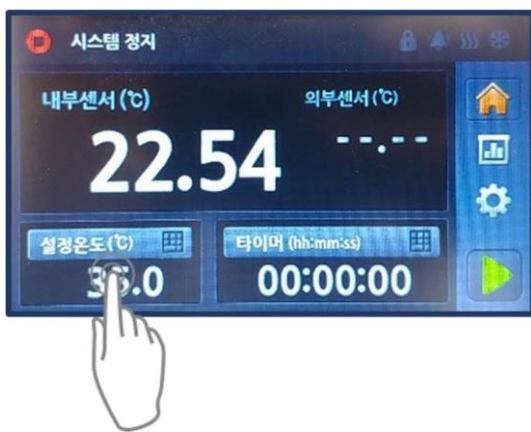 시스템 정지
내부센서 (℃) 외부센서 (℃)
22.54 --.--
설정온도 (℃) 타이머 (hh:mm:ss)
00:00:00